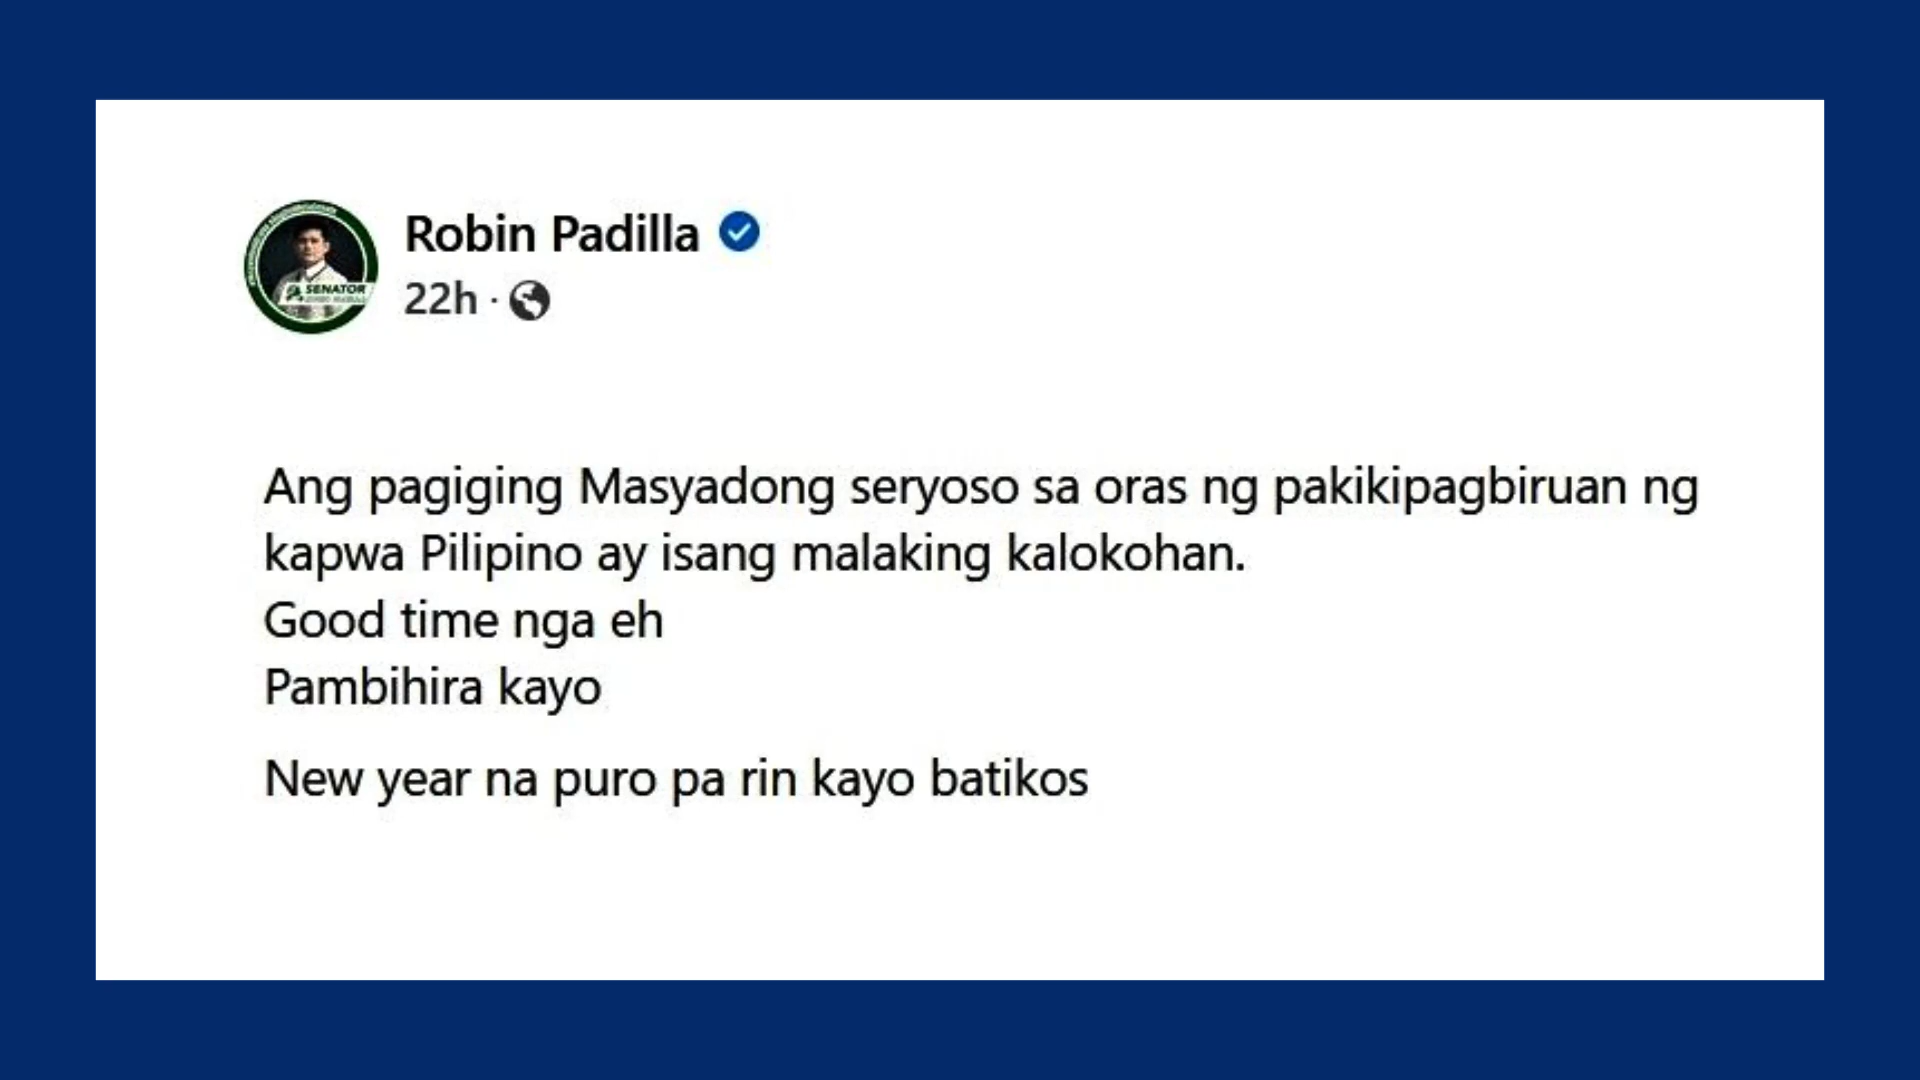 Robin Padilla
22h ·
SENATOR
Ang pagiging Masyadong seryoso sa oras ng pakikipagbiruan ng
kapwa Pilipino ay isang malaking kalokohan.
Good time nga eh
Pambihira kayo
New year na puro pa rin kayo batikos